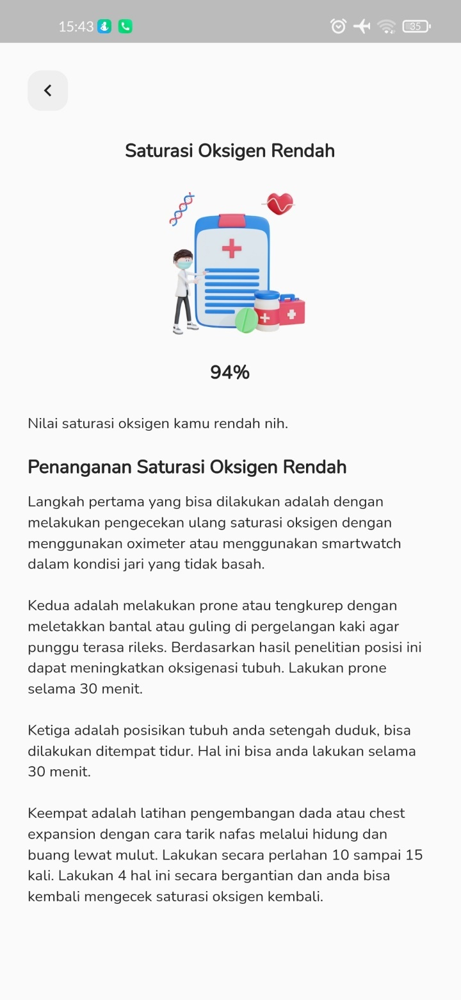 15:43
35
Saturasi Oksigen Rendah
94%
Nilai saturasi oksigen kamu rendah nih.
Penanganan Saturasi Oksigen Rendah
Langkah pertama yang bisa dilakukan adalah dengan
melakukan pengecekan ulang saturasi oksigen dengan
menggunakan oximeter atau menggunakan smartwatch
dalam kondisi jari yang tidak basah.
Kedua adalah melakukan prone atau tengkurep dengan
meletakkan bantal atau guling di pergelangan kaki agar
punggu terasa rileks. Berdasarkan hasil penelitian posisi ini
dapat meningkatkan oksigenasi tubuh. Lakukan prone
selama 30 menit.
Ketiga adalah posisikan tubuh anda setengah duduk, bisa
dilakukan ditempat tidur. Hal ini bisa anda lakukan selama
30 menit.
Keempat adalah latihan pengembangan dada atau chest
expansion dengan cara tarik nafas melalui hidung dan
buang lewat mulut. Lakukan secara perlahan 10 sampai 15
kali. Lakukan 4 hal ini secara bergantian dan anda bisa
kembali mengecek saturasi oksigen kembali.